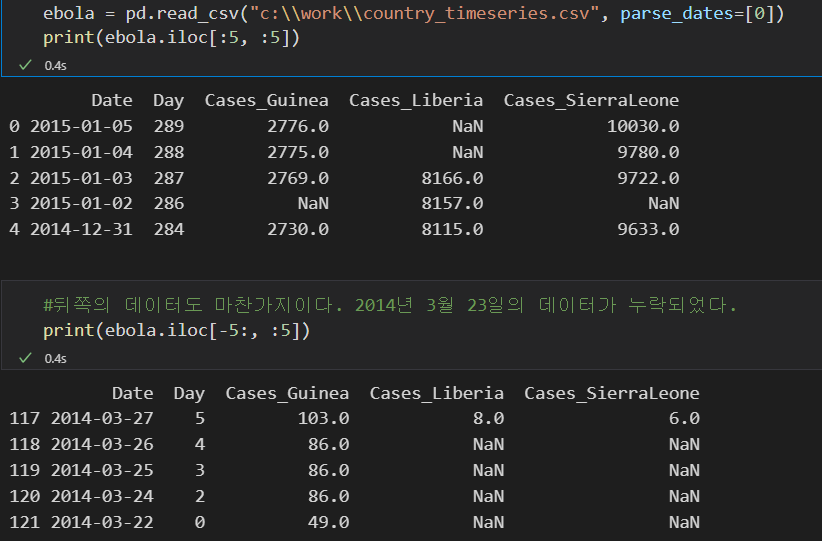 ebola = pd.read_csv("c:\\work\\country_timeseries.csv", parse_dates=[0])
print(ebola.iloc[:5, :5])
0.4s
Date Day Cases_Guinea Cases_Liberia Cases_SierraLeone
0 2015-01-05 289 2776.0 NaN 10030.0
1 2015-01-04 288 2775.0 NaN 9780.0
2 2015-01-03 287 2769.0 8166.0 9722.0
3 2015-01-02 286 NaN 8157.0 NaN
4 2014-12-31 284 2730.0 8115.0 9633.0
#뒤쪽의 데이터도 마찬가지이다. 2014년 3월 23일의 데이터가 누락되었다.
print(ebola.iloc[-5:, :5])
0.4s
Date Day Cases_Guinea Cases_Liberia Cases_SierraLeone
117 2014-03-27 5 103.0 8.0 6.0
118 2014-03-26 4 86.0 NaN NaN
119 2014-03-25 3 86.0 NaN NaN
120 2014-03-24 2 86.0 NaN NaN
121 2014-03-22 0 49.0 NaN NaN